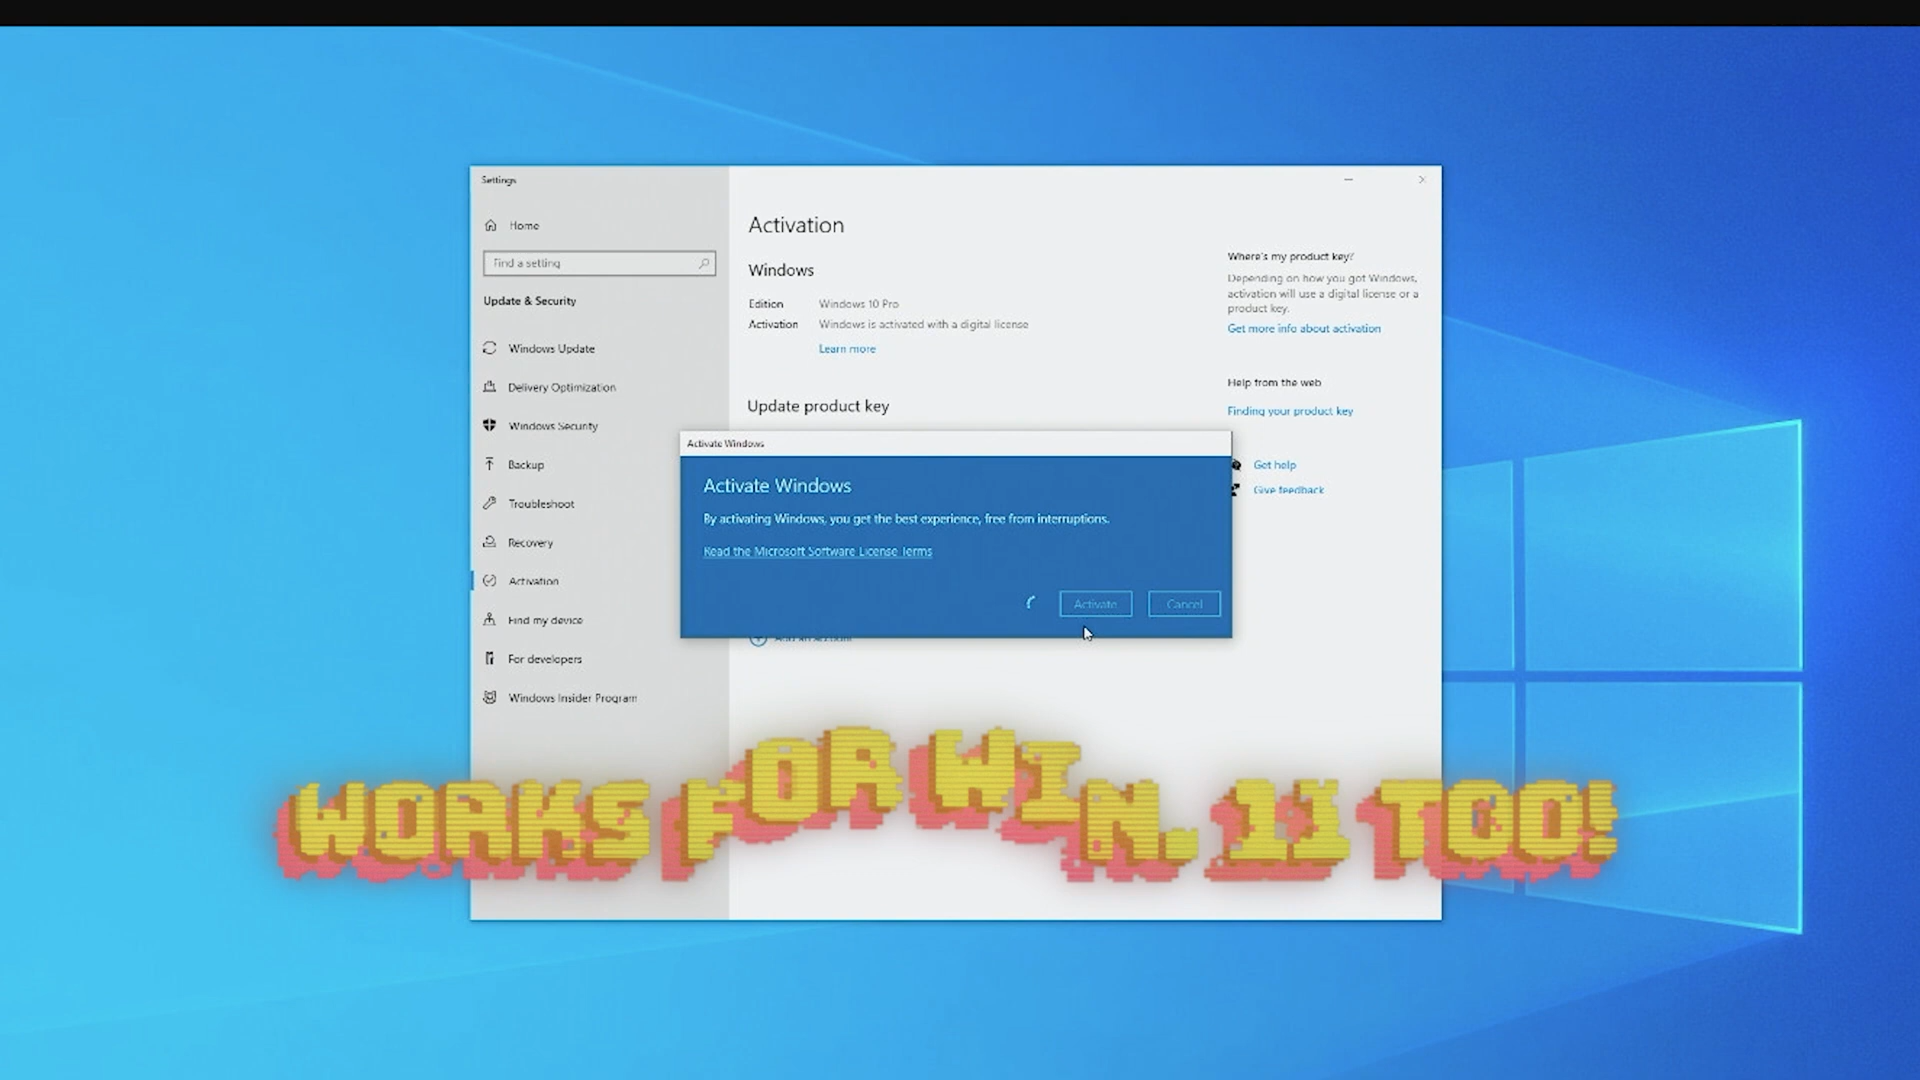 Settings
Home
Find a setting
Update & Security
Windows Update
Delivery Optimization
Windows Security
Backup
Troubleshoot
Recovery
Activation
Find my device
For developers
Windows Insider Program
Activation
Windows
Edition Windows 10 Pro
Activation Windows is activated with a digital license
Learn more
Update product key
Activate Windows
Activate Windows
By activating Windows, you get the best experience, free from interruptions.
Read the Microsoft Software License Terms
Activate Cancel
Add an account
Where's my product key?
Depending on how you got Windows,
activation will use a digital license or a
product key.
Get more info about activation
Help from the web
Finding your product key
Get help
Give feedback
WORKS FOR WIN. 11 TOO!